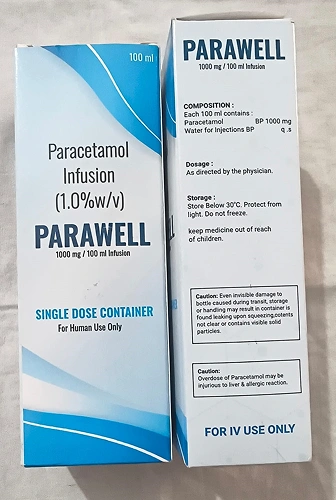 100 ml
Paracetamol
Infusion
(1.0%w/v)
PARAWELL
1000 mg / 100 ml Infusion
SINGLE DOSE CONTAINER
For Human Use Only
PARAWELL
1000 mg / 100 ml Infusion
COMPOSITION :
Each 100 ml contains :
Paracetamol BP 1000 mg
Water for Injections BP q .s
Dosage :
As directed by the physician.
Storage :
Store Below 30°C. Protect from
light. Do not freeze.
keep medicine out of reach
of children.
Caution: Even invisible damage to
bottle caused during transit, storage
or handling may result in container is
found leaking upon squeezing,cotents
not clear or contains visible solid
particles.
Caution:
Overdose of Paracetamol may be
injurious to liver & allergic reaction.
FOR IV USE ONLY